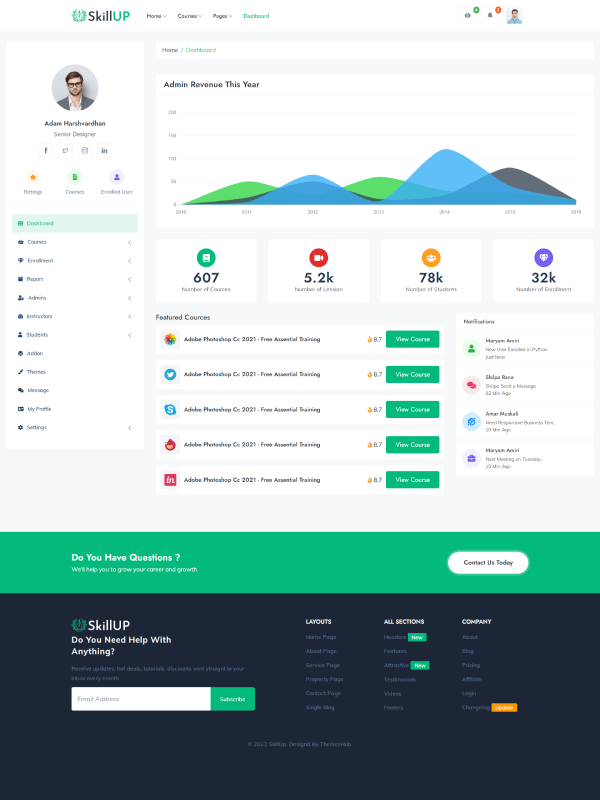 SkillUP
Home
Courses
Pages
Dashboard
Adam Harshvardhan
Senior Designer
Ratings
Courses
Enrolled User
Dashboard
Courses
Enrollment
Report
Admins
Instructors
Students
Addon
Themes
Message
My Profile
Settings
Home / Dashboard
Admin Revenue This Year
200
150
100
50
0
2010 2011 2012 2013 2014 2015 2016
607
Number of Cources
5.2k
Number of Lession
78k
Number of Students
32k
Number of Enrollment
Featured Cources
Adobe Photoshop Cc 2021 - Free Assential Training 8.7 View Course
Adobe Photoshop Cc 2021 - Free Assential Training 8.7 View Course
Adobe Photoshop Cc 2021 - Free Assential Training 8.7 View Course
Adobe Photoshop Cc 2021 - Free Assential Training 8.7 View Course
Adobe Photoshop Cc 2021 - Free Assential Training 8.7 View Course
Notifications
Maryam Amiri
New User Enrolled in Python
Just Now
Shilpa Rana
Shilpa Send a Message
02 Min Ago
Amar Muskali
Need Responsive Business Tem..
10 Min Ago
Maryam Amiri
Next Meeting on Tuesday..
15 Min Ago
Do You Have Questions ?
We'll help you to grow your career and growth.
Contact Us Today
SkillUP
Do You Need Help With
Anything?
Receive updates, hot deals, tutorials, discounts sent straight in your
inbox every month
Email Address
Subscribe
LAYOUTS
Home Page
About Page
Service Page
Property Page
Contact Page
Single Blog
ALL SECTIONS
Headers New
Features
Attractive New
Testimonials
Videos
Footers
COMPANY
About
Blog
Pricing
Affiliate
Login
Changelog Update
© 2022 SkillUp. Designd By ThemezHub.